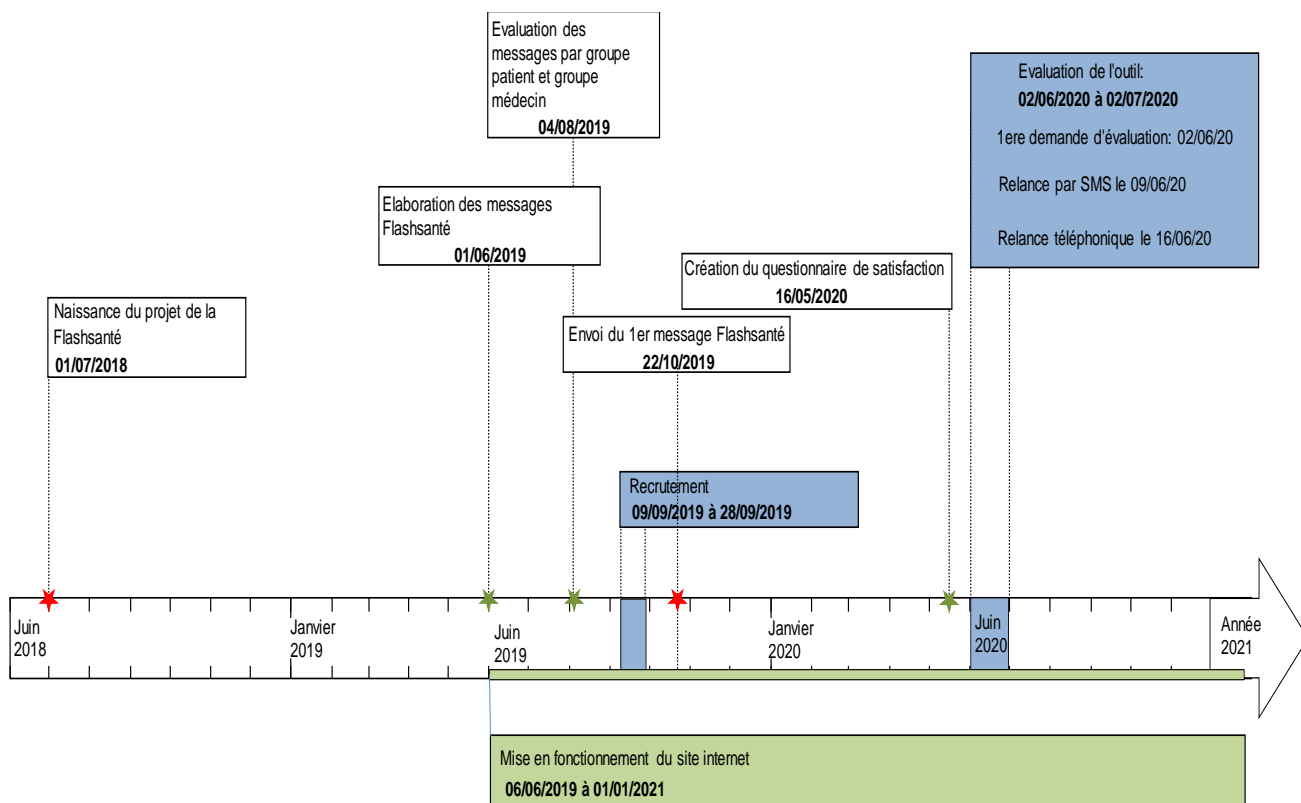 Evaluation des
messages par groupe
patient et groupe
médecin
04/08/2019
Evaluation de l'outil:
02/06/2020 à 02/07/2020
1ere demande d'évaluation: 02/06/20
Relance par SMS le 09/06/20
Relance téléphonique le 16/06/20
Elaboration des messages
Flashsanté
01/06/2019
Création du questionnaire de satisfaction
16/05/2020
Naissance du projet de la
Flashsanté
01/07/2018
Envoi du 1er message Flashsanté
22/10/2019
Recrutement
09/09/2019 à 28/09/2019
Juin
2018
Janvier
2019
Juin
2019
Janvier
2020
Juin
2020
Année
2021
Mise en fonctionnement du site internet
06/06/2019 à 01/01/2021